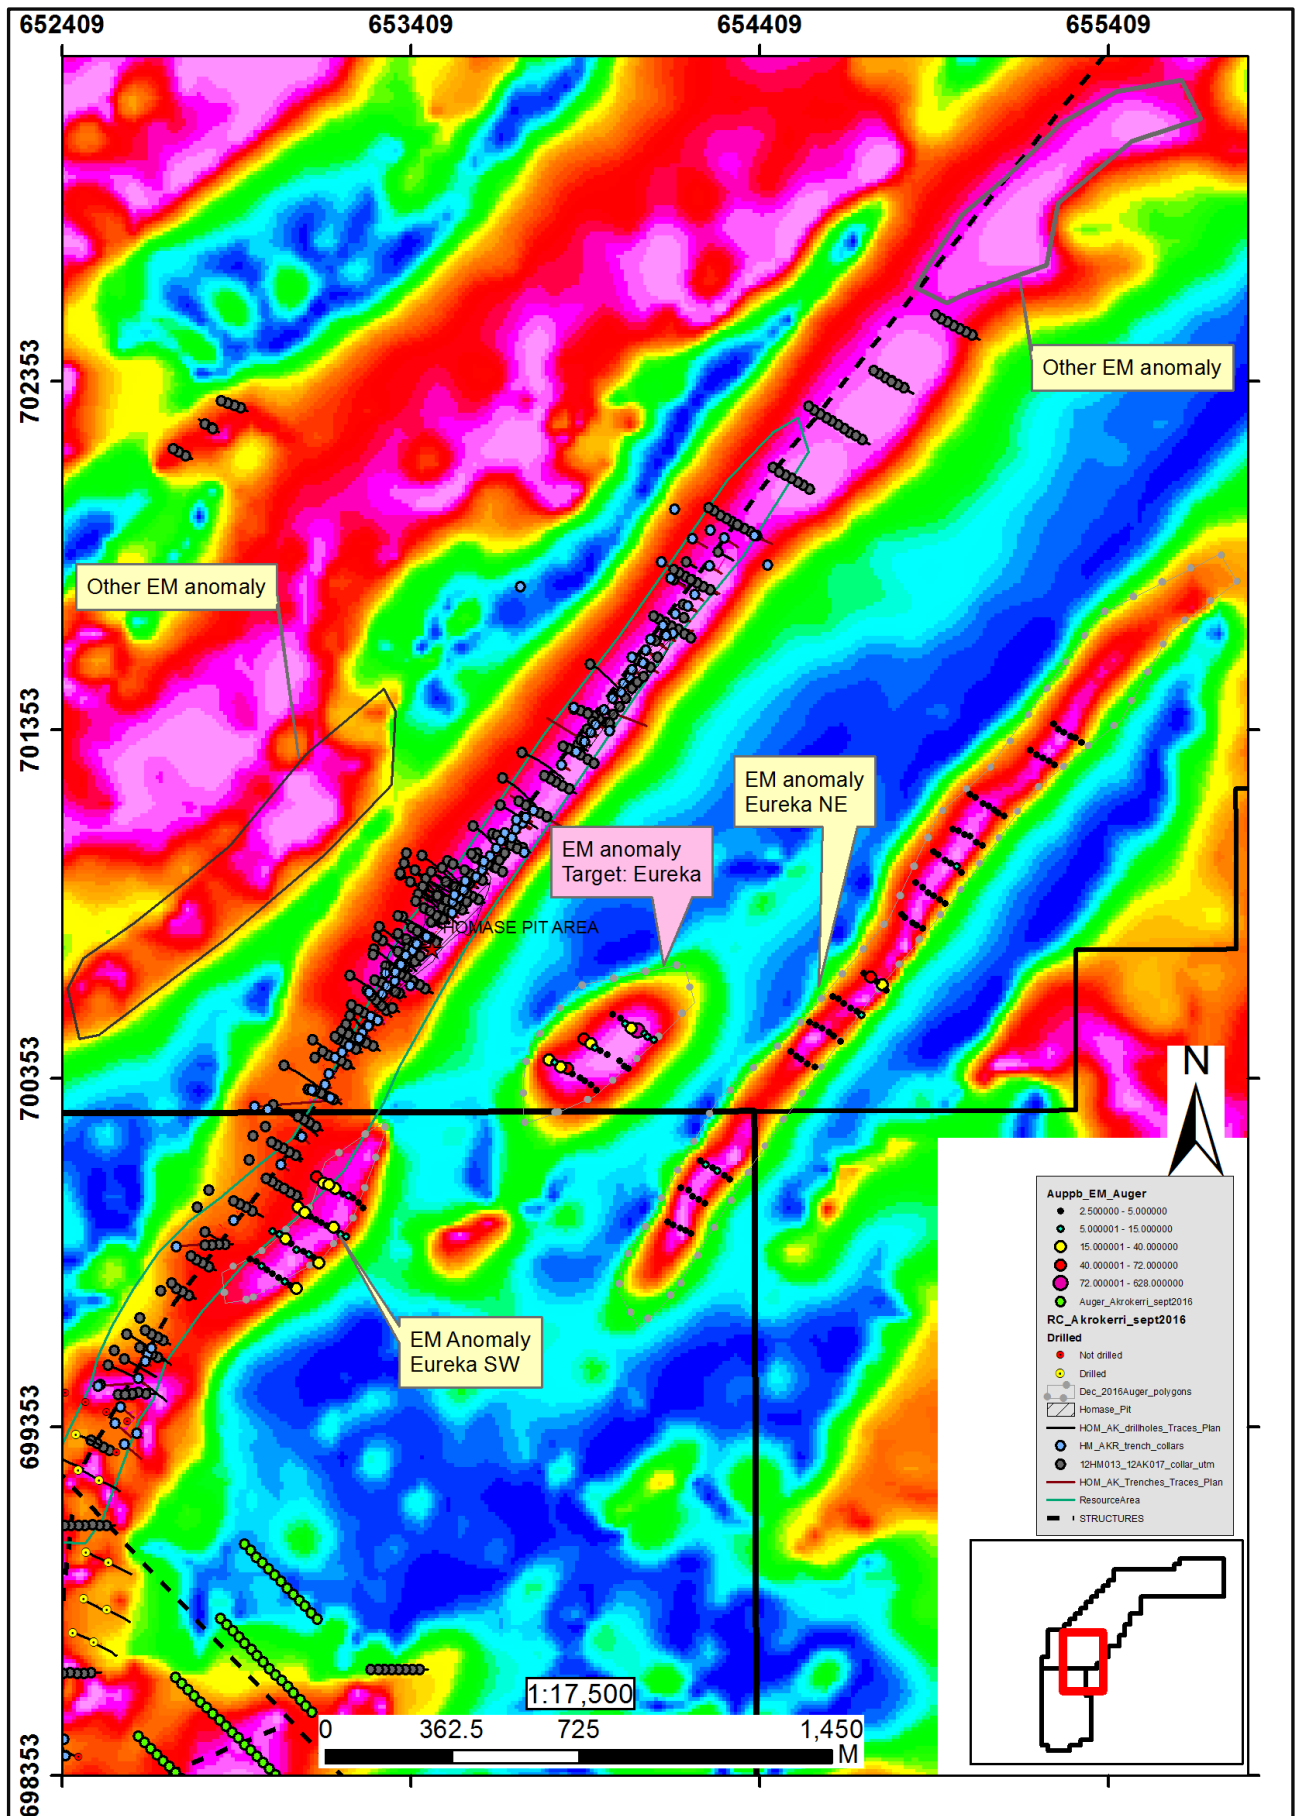 652409
653409
654409
655409
702353
701353
700353
699353
698353
Other EM anomaly
Other EM anomaly
EM anomaly
Eureka NE
EM anomaly
Target: Eureka
HOMASE PIT AREA
EM Anomaly
Eureka SW
N
Auppb_EM_Auger
2.500000 - 5.000000
5.000001 - 15.000000
15.000001 - 40.000000
40.000001 - 72.000000
72.000001 - 628.000000
Auger_Akrokerri_sept2016
RC_Akrokerri_sept2016
Drilled
Not drilled
Drilled
Dec_2016Auger_polygons
Homase_Pit
HOM_AK_drillholes_Traces_Plan
HM_AKR_trench_collars
12HM013_12AK017_collar_utm
HOM_AK_Trenches_Traces_Plan
ResourceArea
STRUCTURES
1:17,500
0 362.5 725 1,450
M